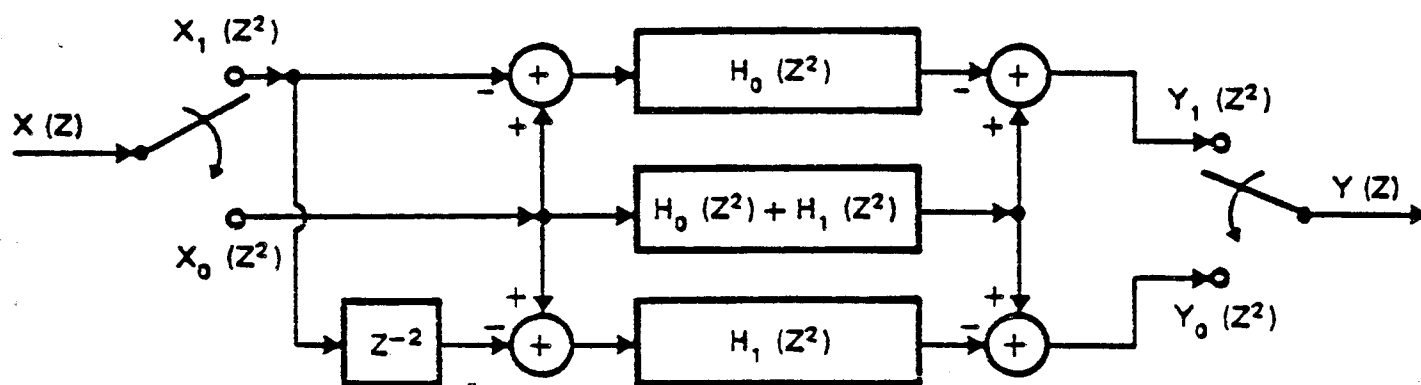 X₁ (Z²)
X (Z)
X₀ (Z²)
Z⁻²
+
−
+
+
−
+
H₀ (Z²)
H₀ (Z²) + H₁ (Z²)
H₁ (Z²)
+
−
+
+
−
+
Y₁ (Z²)
Y (Z)
Y₀ (Z²)